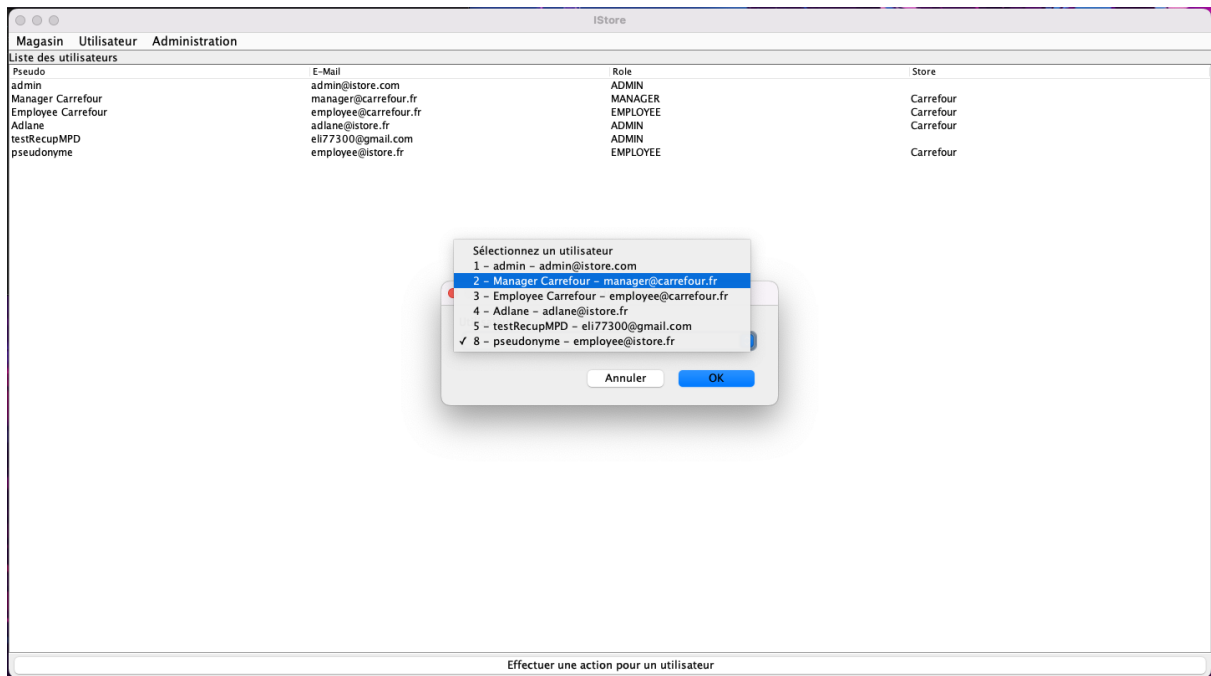 IStore
Magasin Utilisateur Administration
Liste des utilisateurs
Pseudo E-Mail Role Store
admin admin@istore.com ADMIN
Manager Carrefour manager@carrefour.fr MANAGER Carrefour
Employee Carrefour employee@carrefour.fr EMPLOYEE Carrefour
Adlane adlane@istore.fr ADMIN Carrefour
testRecupMPD eli77300@gmail.com ADMIN
pseudonyme employee@istore.fr EMPLOYEE Carrefour
Sélectionnez un utilisateur
1 – admin – admin@istore.com
2 – Manager Carrefour – manager@carrefour.fr
3 – Employee Carrefour – employee@carrefour.fr
4 – Adlane – adlane@istore.fr
5 – testRecupMPD – eli77300@gmail.com
✓ 8 – pseudonyme – employee@istore.fr
Annuler OK
Effectuer une action pour un utilisateur